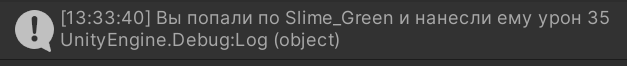 [13:33:40] Вы попали по Slime_Green и нанесли ему урон 35
UnityEngine.Debug:Log (object)